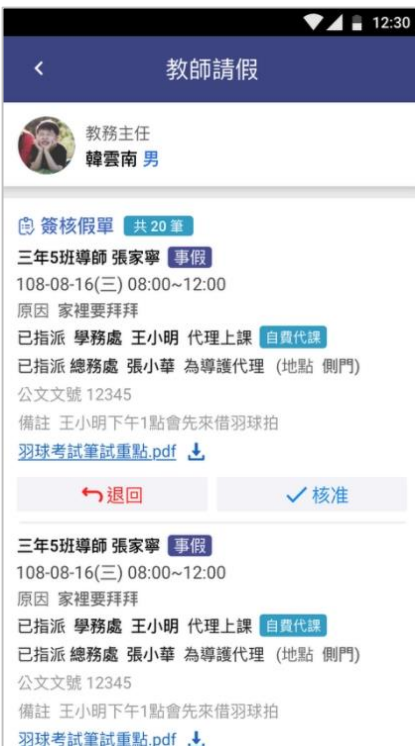 12:30
教師請假
教務主任
韓雲南 男
簽核假單 共20筆
三年5班導師 張家寧 事假
108-08-16(三) 08:00~12:00
原因 家裡要拜拜
已指派 學務處 王小明 代理上課 自費代課
已指派 總務處 張小華 為導護代理 (地點 側門)
公文文號 12345
備註 王小明下午1點會先來借羽球拍
羽球考試筆試重點.pdf
退回 核准
三年5班導師 張家寧 事假
108-08-16(三) 08:00~12:00
原因 家裡要拜拜
已指派 學務處 王小明 代理上課 自費代課
已指派 總務處 張小華 為導護代理 (地點 側門)
公文文號 12345
備註 王小明下午1點會先來借羽球拍
羽球考試筆試重點.pdf